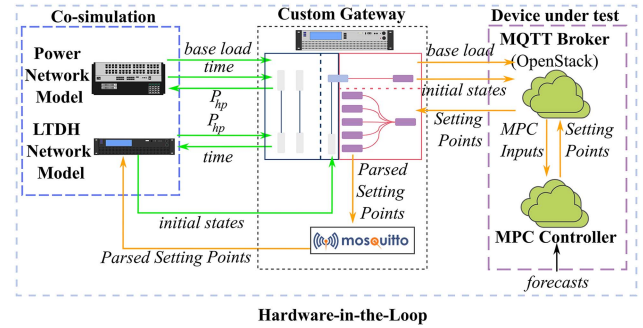 Co-simulation
Custom Gateway
Device under test
Power
Network
Model
base load
time
P_hp
P_hp
time
LTDH
Network
Model
initial states
Parsed Setting Points
base load
initial states
Setting
Points
Parsed
Setting
Points
mosquitto
MQTT Broker
(OpenStack)
MPC
Inputs
Setting
Points
MPC Controller
forecasts
Hardware-in-the-Loop